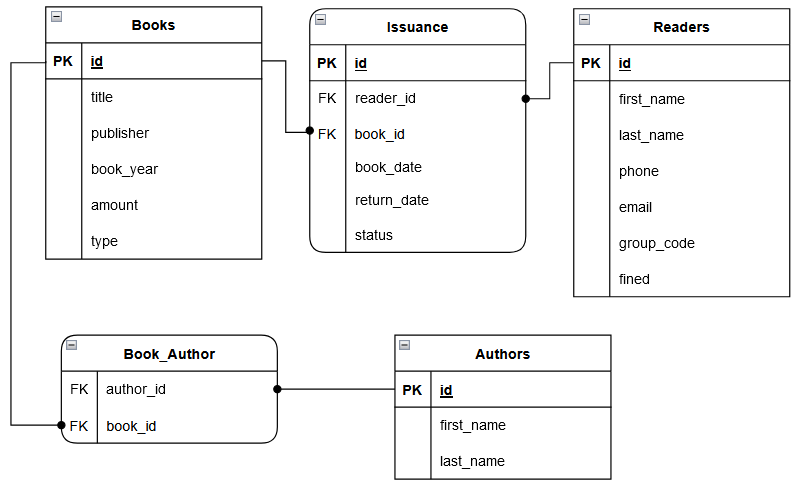 Books
PK id
title
publisher
book_year
amount
type
Issuance
PK id
FK reader_id
FK book_id
book_date
return_date
status
Readers
PK id
first_name
last_name
phone
email
group_code
fined
Book_Author
FK author_id
FK book_id
Authors
PK id
first_name
last_name